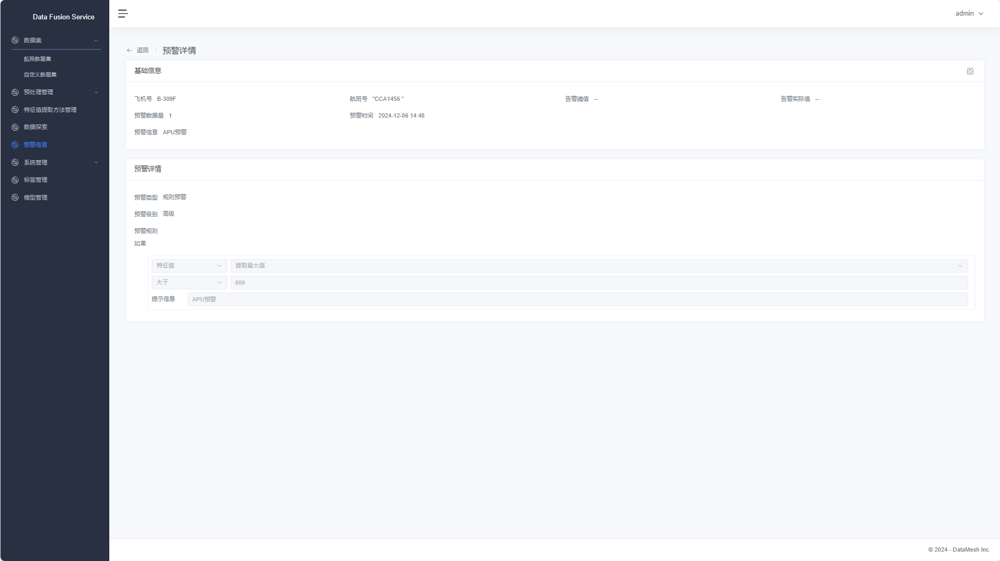 Data Fusion Service
admin
数据集
航段数据集
自定义数据集
预处理管理
特征值提取方法管理
数据探索
预警信息
系统管理
标签管理
模型管理
返回 预警详情
基础信息
飞机号 B-309F 航班号 "CCA1456 " 告警阈值 -- 告警实际值 --
预警数据量 1 预警时间 2024-12-06 14:48
预警信息 APU预警
预警详情
预警类型 规则预警
预警级别 高级
预警规则
如果
特征值 提取最大值
大于 600
提示信息 APU预警
© 2024 - DataMesh Inc.